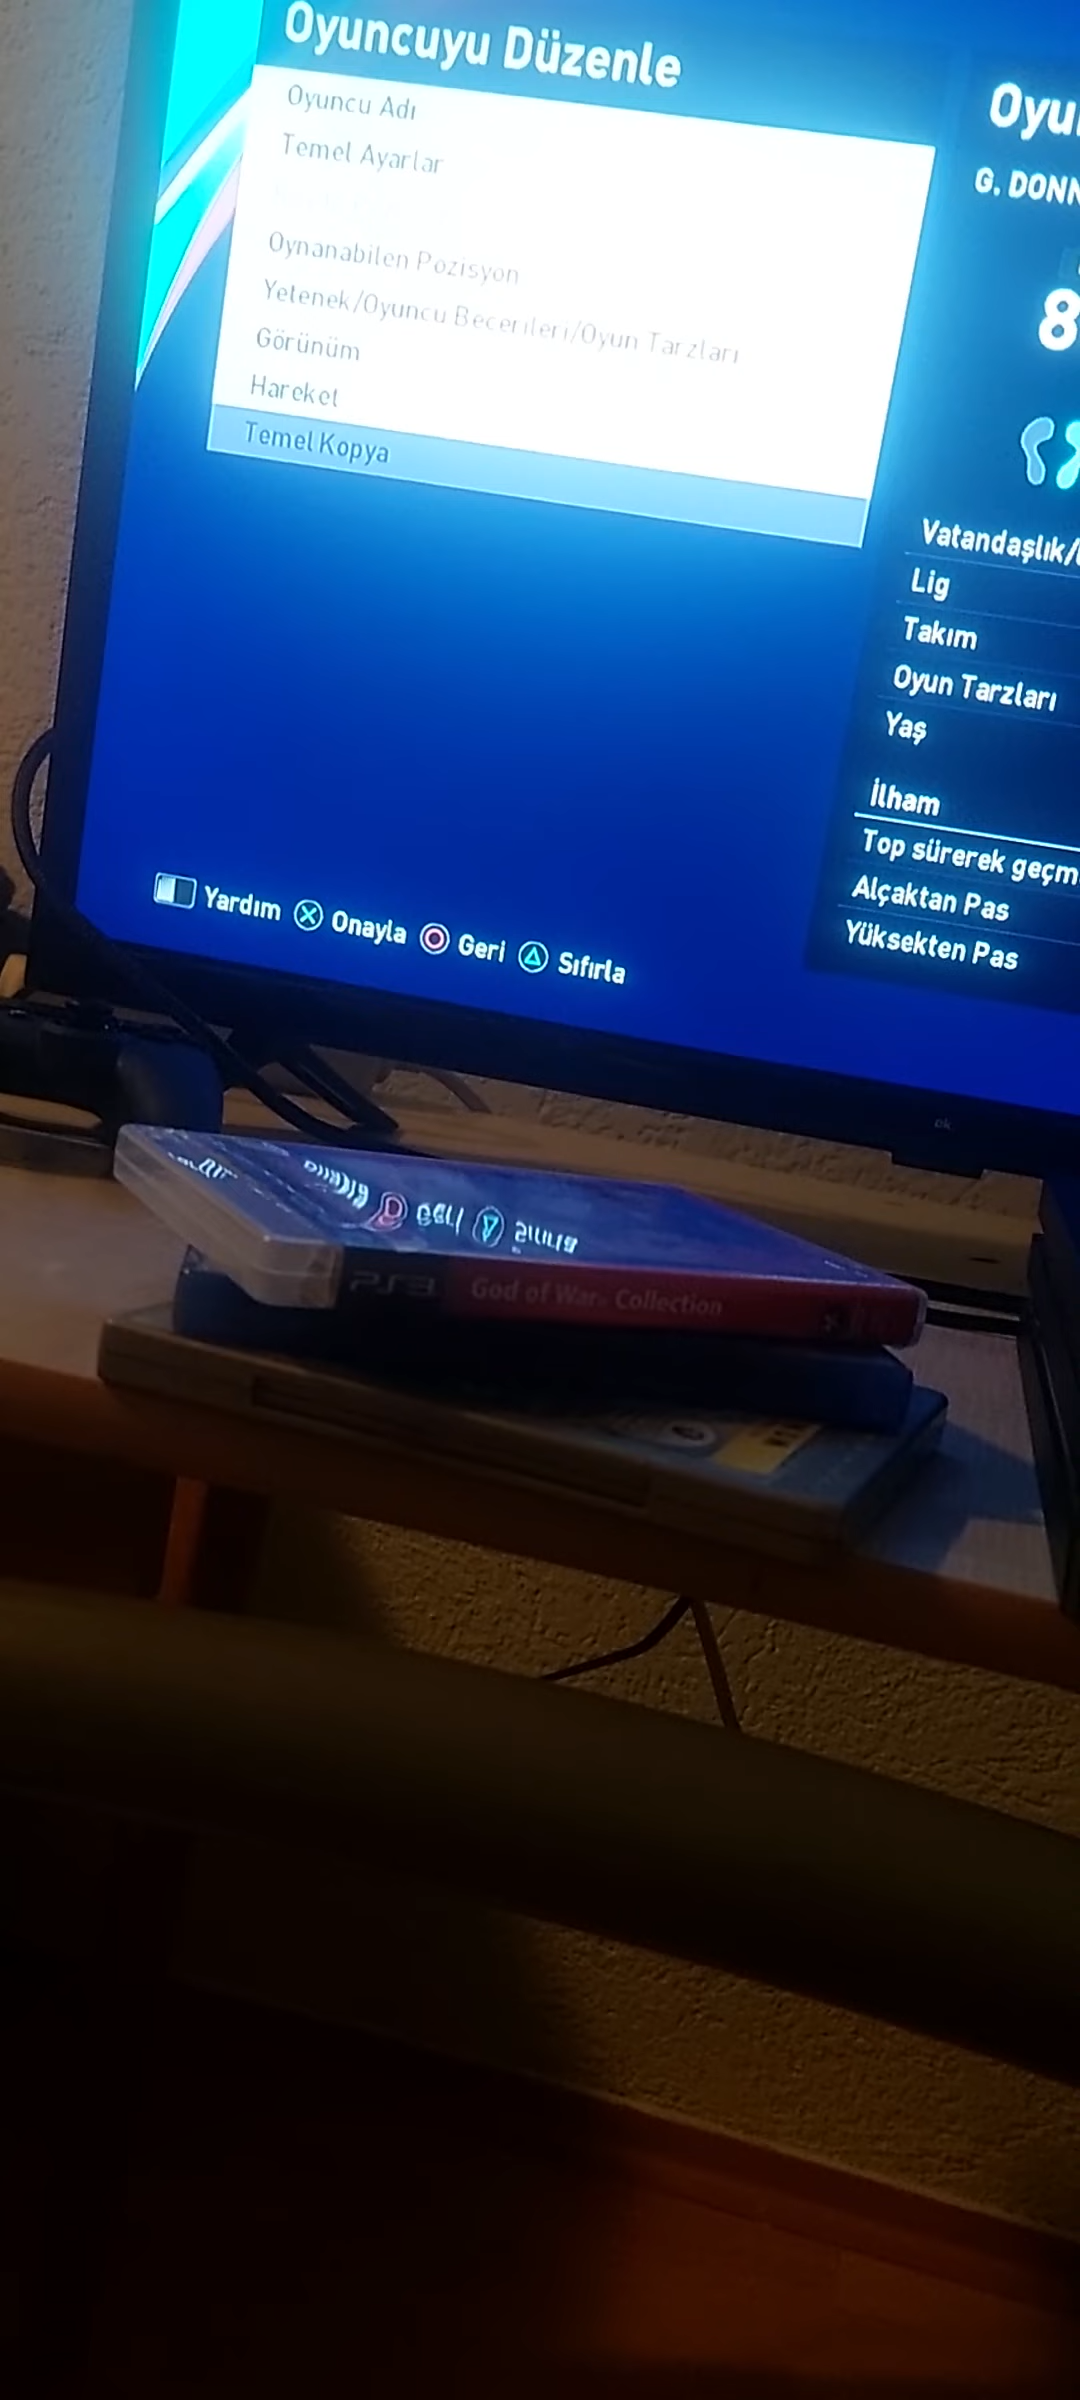 Oyuncuyu Düzenle
Oyuncu Adı
Temel Ayarlar
Oynanabilen Pozisyon
Yetenek/Oyuncu Becerileri/Oyun Tarzları
Görünüm
Hareket
Temel Kopya
Yardım Onayla Geri Sıfırla
G. DONN
8
Vatandaşlık/
Lig
Takım
Oyun Tarzları
Yaş
İlham
Top sürerek geçm
Alçaktan Pas
Yüksekten Pas
ok
PS3 God of War Collection